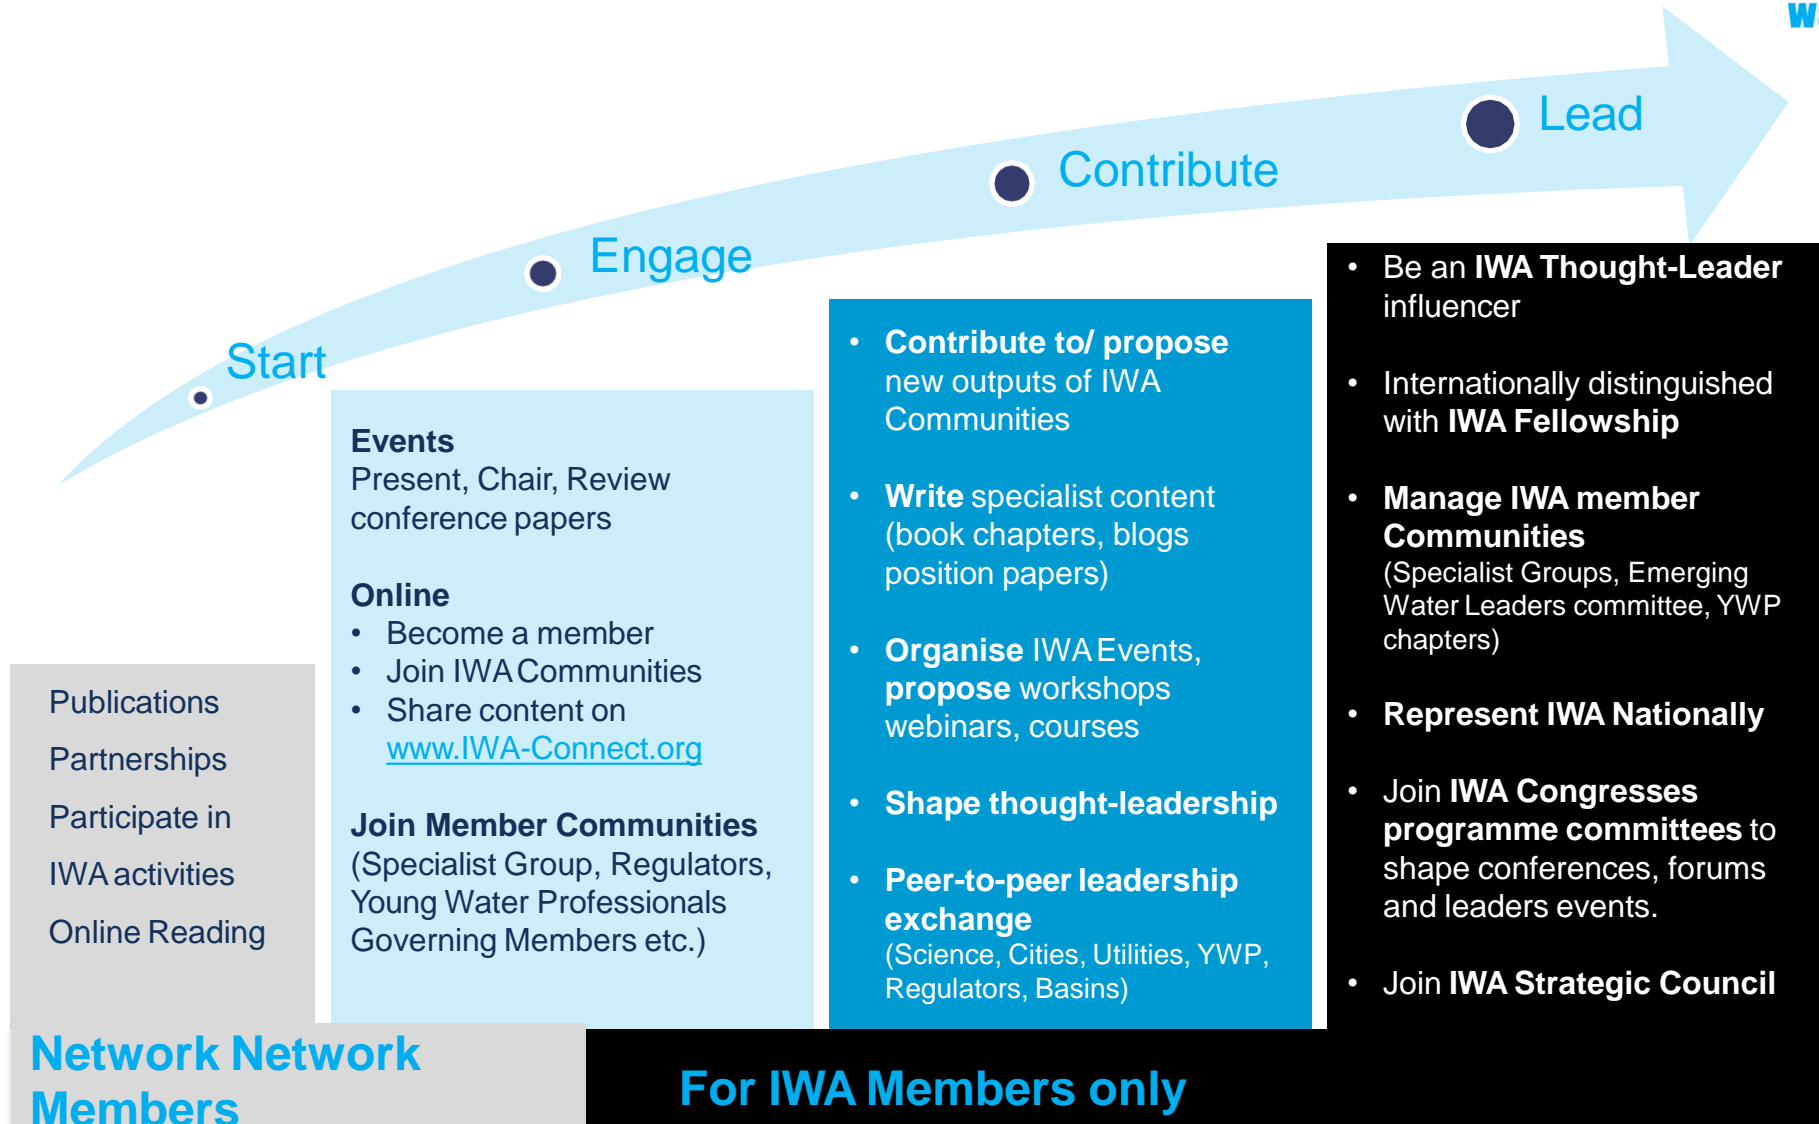 Start
Engage
Contribute
Lead
Publications
Partnerships
Participate in
IWA activities
Online Reading
Events
Present, Chair, Review
conference papers
Online
• Become a member
• Join IWA Communities
• Share content on
www.IWA-Connect.org
Join Member Communities
(Specialist Group, Regulators,
Young Water Professionals
Governing Members etc.)
• Contribute to/ propose
new outputs of IWA
Communities
• Write specialist content
(book chapters, blogs
position papers)
• Organise IWA Events,
propose workshops
webinars, courses
• Shape thought-leadership
• Peer-to-peer leadership
exchange
(Science, Cities, Utilities, YWP,
Regulators, Basins)
• Be an IWA Thought-Leader
influencer
• Internationally distinguished
with IWA Fellowship
• Manage IWA member
Communities
(Specialist Groups, Emerging
Water Leaders committee, YWP
chapters)
• Represent IWA Nationally
• Join IWA Congresses
programme committees to
shape conferences, forums
and leaders events.
• Join IWA Strategic Council
Network Network
Members
For IWA Members only